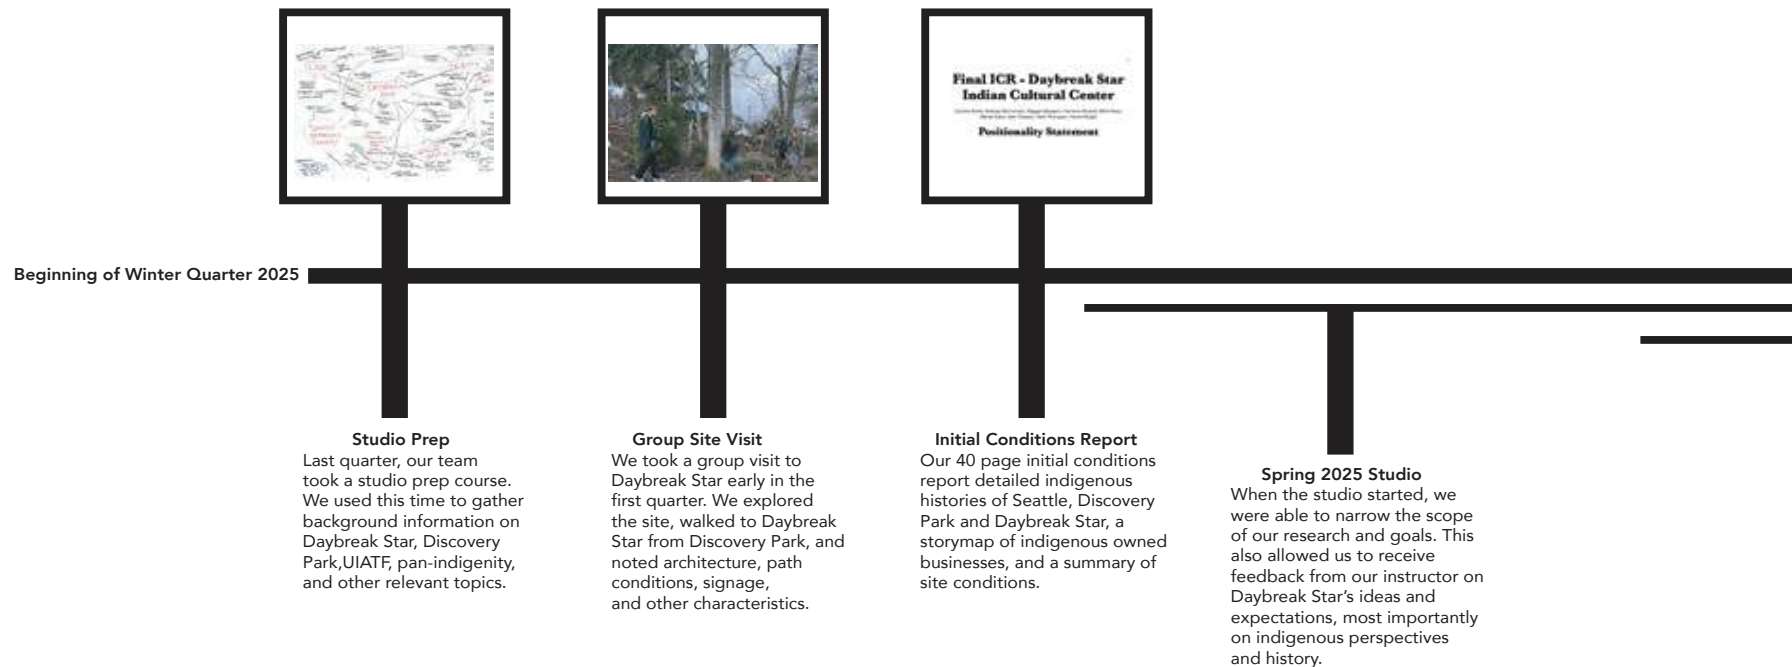 Final ICR - Daybreak Star
Indian Cultural Center
Positionality Statement
Beginning of Winter Quarter 2025
Studio Prep
Last quarter, our team
took a studio prep course.
We used this time to gather
background information on
Daybreak Star, Discovery
Park,UIATF, pan-indigenity,
and other relevant topics.
Group Site Visit
We took a group visit to
Daybreak Star early in the
first quarter. We explored
the site, walked to Daybreak
Star from Discovery Park, and
noted architecture, path
conditions, signage,
and other characteristics.
Initial Conditions Report
Our 40 page initial conditions
report detailed indigenous
histories of Seattle, Discovery
Park and Daybreak Star, a
storymap of indigenous owned
businesses, and a summary of
site conditions.
Spring 2025 Studio
When the studio started, we
were able to narrow the scope
of our research and goals. This
also allowed us to receive
feedback from our instructor on
Daybreak Star’s ideas and
expectations, most importantly
on indigenous perspectives
and history.